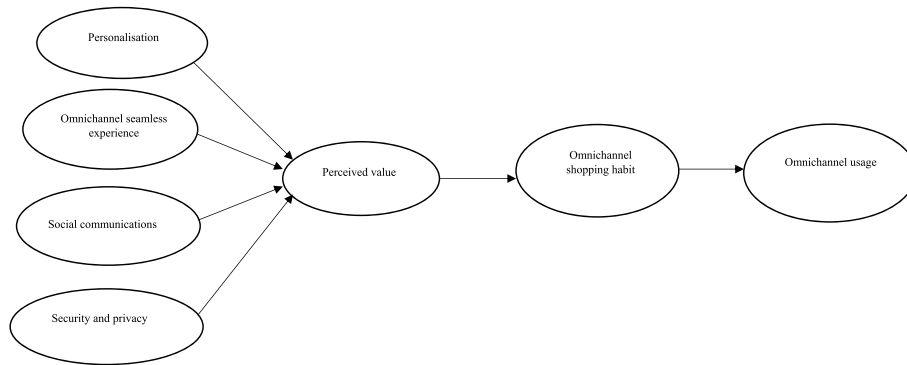 Personalisation
Omnichannel seamless
experience
Social communications
Security and privacy
Perceived value
Omnichannel
shopping habit
Omnichannel usage